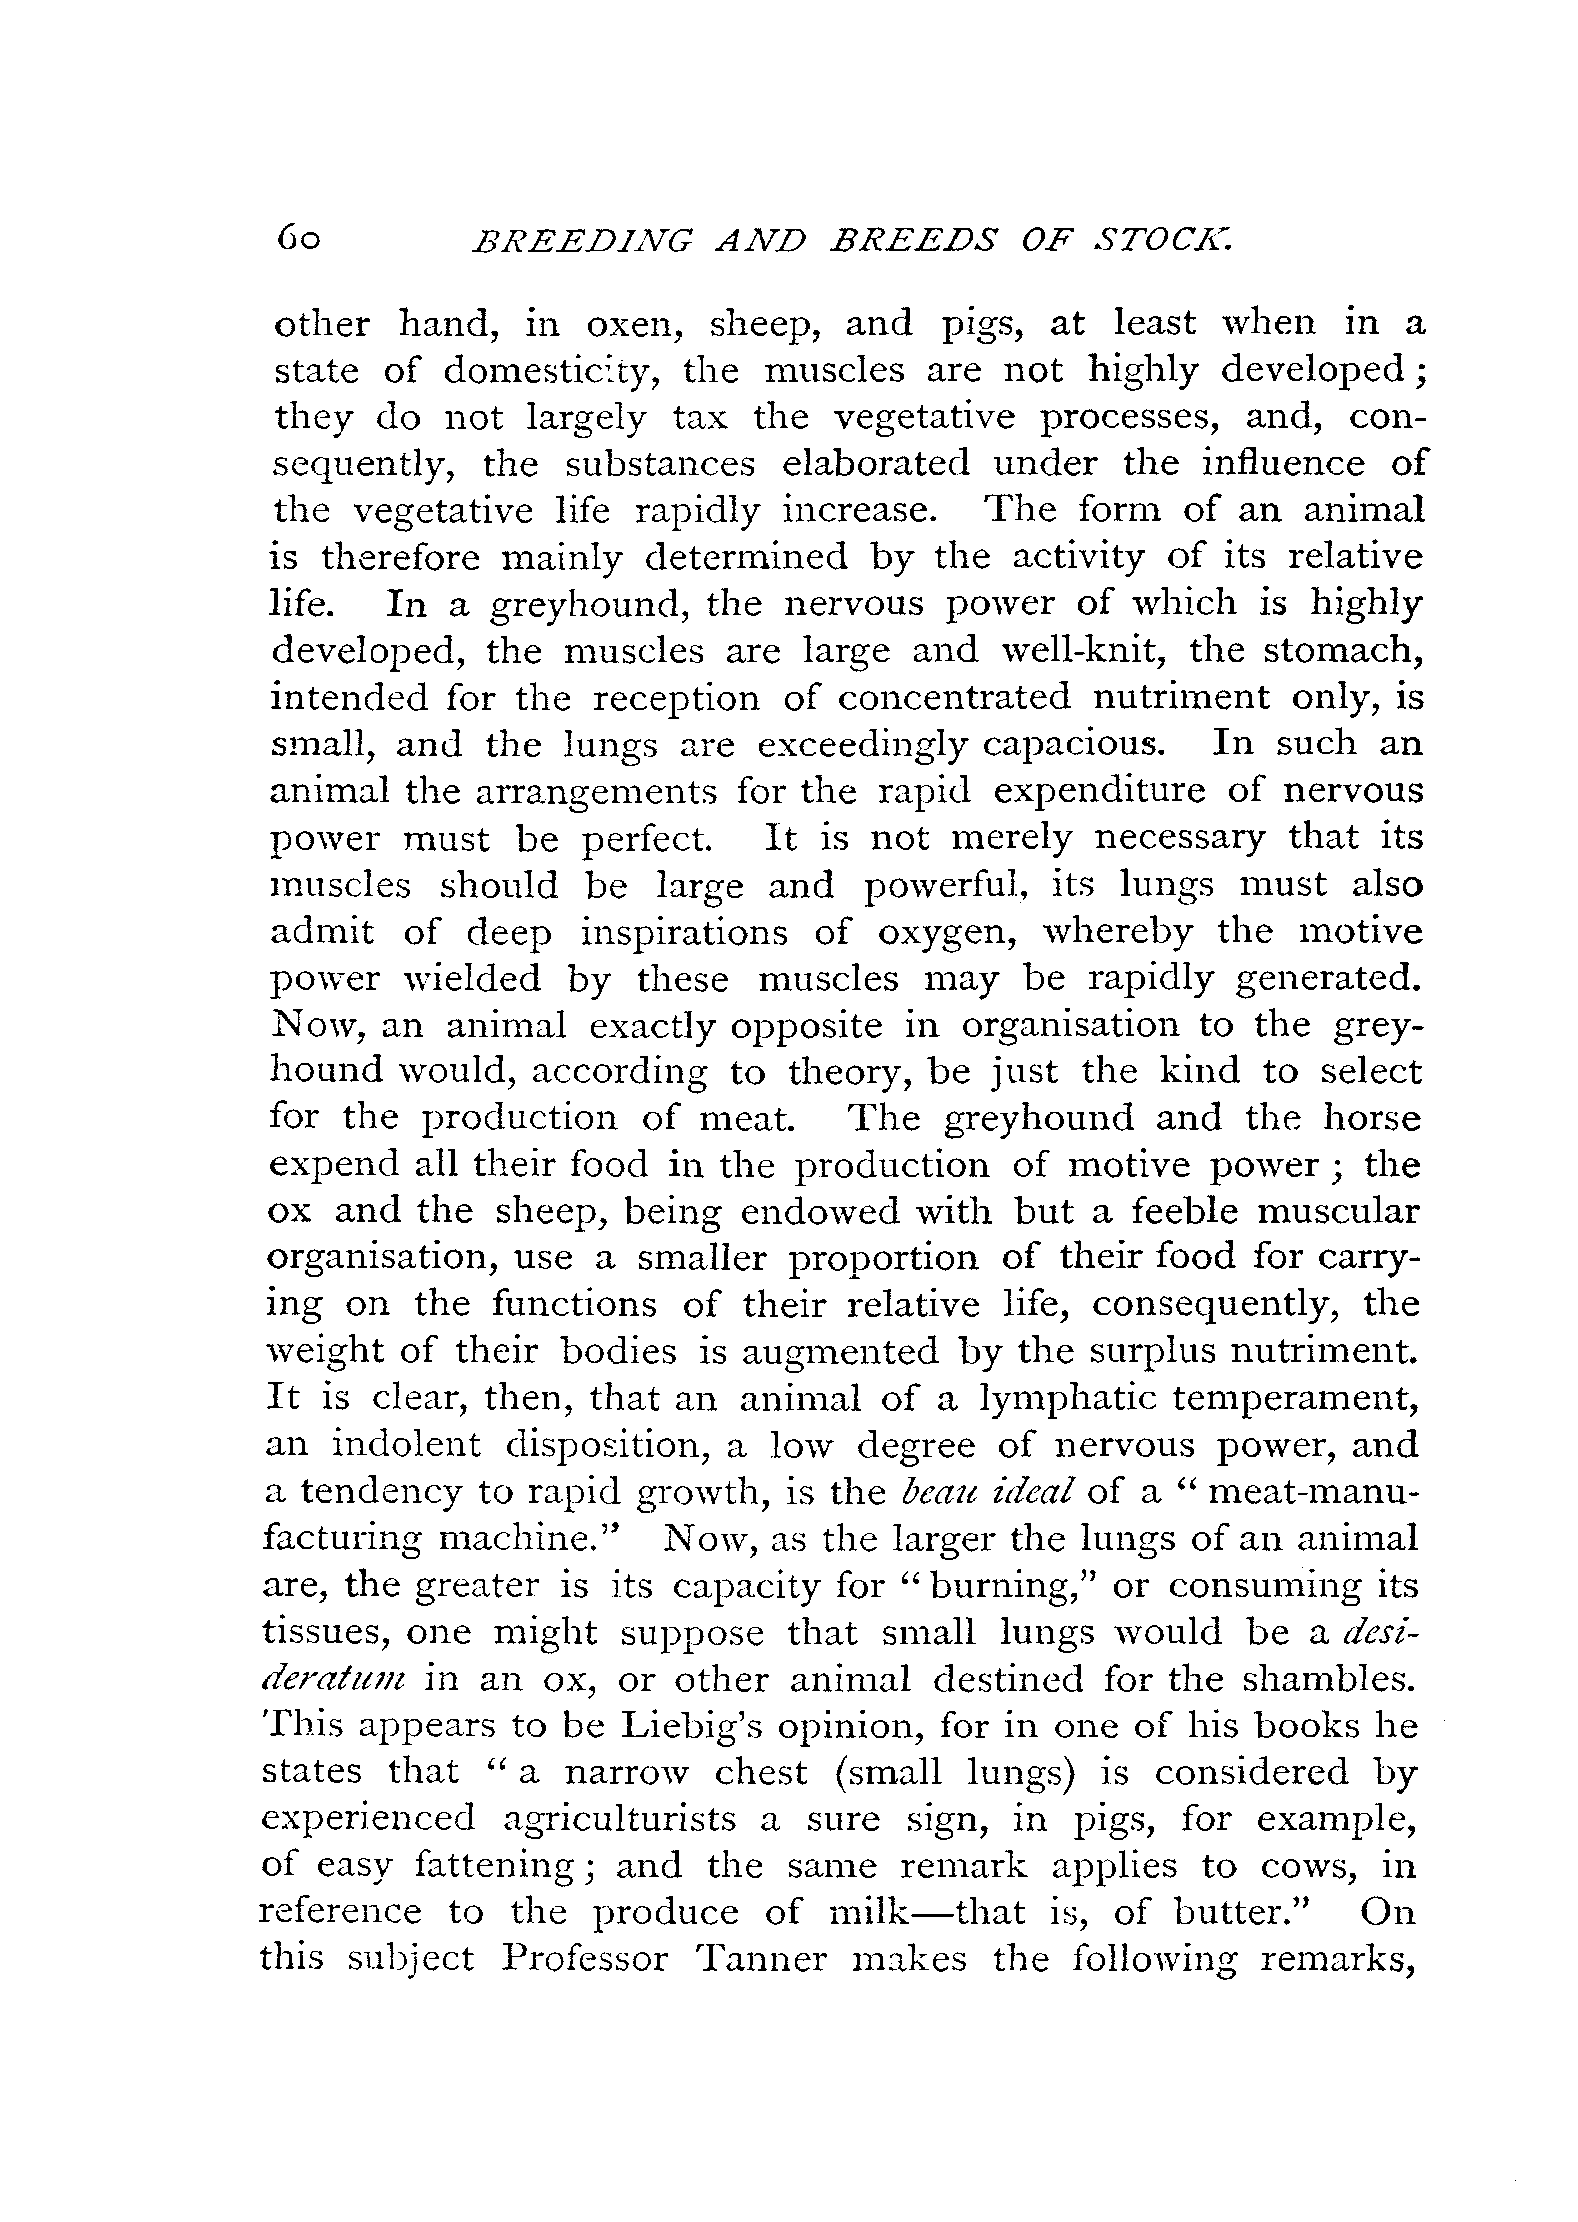 60 BREEDING AND BREEDS OF STOCK.
other hand, in oxen, sheep, and pigs, at least when in a
state of domesticity, the muscles are not highly developed ;
they do not largely tax the vegetative processes, and, con-
sequently, the substances elaborated under the influence of
the vegetative life rapidly increase. The form of an animal
is therefore mainly determined by the activity of its relative
life. In a greyhound, the nervous power of which is highly
developed, the muscles are large and well-knit, the stomach,
intended for the reception of concentrated nutriment only, is
small, and the lungs are exceedingly capacious. In such an
animal the arrangements for the rapid expenditure of nervous
power must be perfect. It is not merely necessary that its
muscles should be large and powerful, its lungs must also
admit of deep inspirations of oxygen, whereby the motive
power wielded by these muscles may be rapidly generated.
Now, an animal exactly opposite in organisation to the grey-
hound would, according to theory, be just the kind to select
for the production of meat. The greyhound and the horse
expend all their food in the production of motive power ; the
ox and the sheep, being endowed with but a feeble muscular
organisation, use a smaller proportion of their food for carry-
ing on the functions of their relative life, consequently, the
weight of their bodies is augmented by the surplus nutriment.
It is clear, then, that an animal of a lymphatic temperament,
an indolent disposition, a low degree of nervous power, and
a tendency to rapid growth, is the beau ideal of a “ meat-manu-
facturing machine.” Now, as the larger the lungs of an animal
are, the greater is its capacity for “ burning,” or consuming its
tissues, one might suppose that small lungs would be a desi-
deratum in an ox, or other animal destined for the shambles.
This appears to be Liebig's opinion, for in one of his books he
states that “ a narrow chest (small lungs) is considered by
experienced agriculturists a sure sign, in pigs, for example,
of easy fattening ; and the same remark applies to cows, in
reference to the produce of milk—that is, of butter.” On
this subject Professor Tanner makes the following remarks,